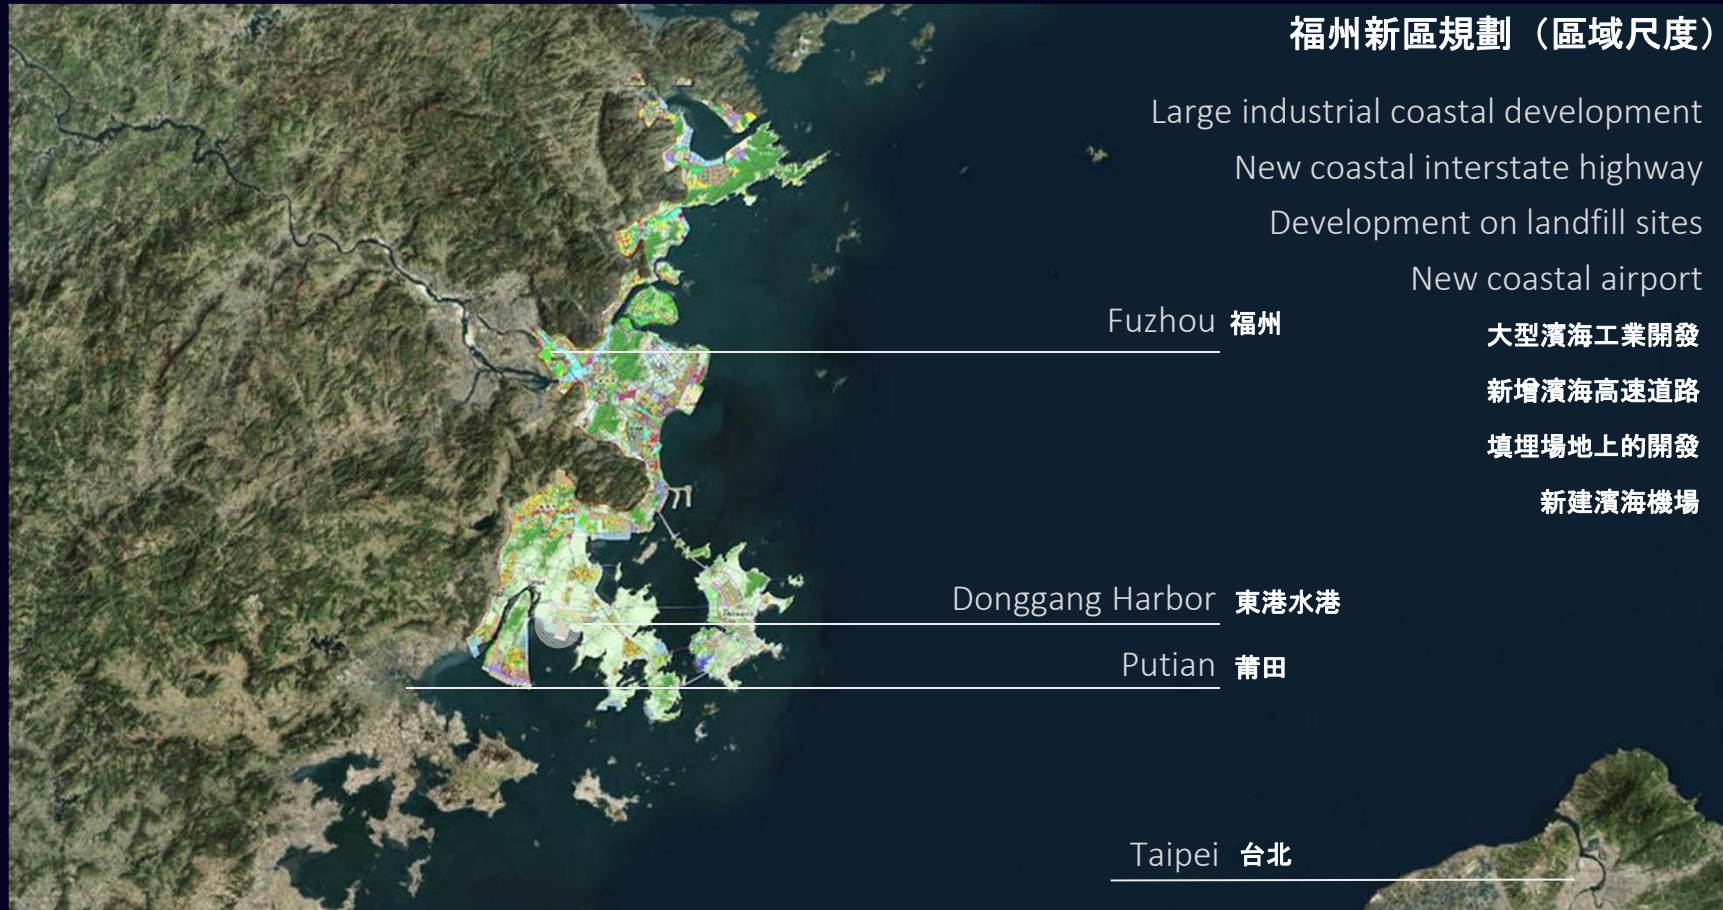 福州新區規劃（區域尺度）
Large industrial coastal development
New coastal interstate highway
Development on landfill sites
New coastal airport
Fuzhou 福州
大型濱海工業開發
新增濱海高速道路
填埋場地上的開發
新建濱海機場
Donggang Harbor 東港水港
Putian 莆田
Taipei 台北